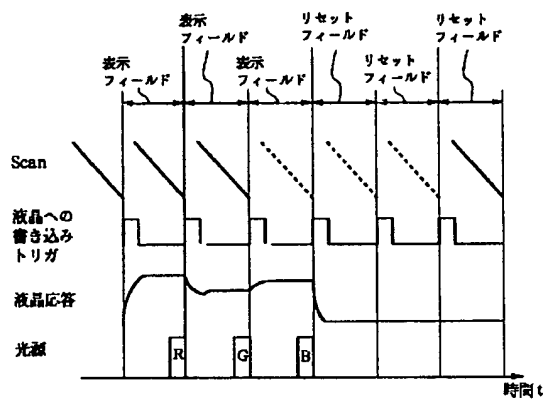 表示
フィールド
表示
フィールド
表示
フィールド
リセット
フィールド
リセット
フィールド
リセット
フィールド
Scan
液晶への
書き込み
トリガ
液晶応答
光源
R
G
B
時間 t